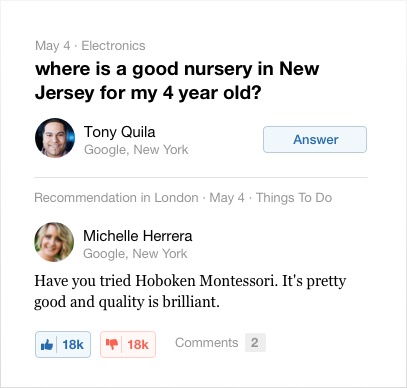 May 4 · Electronics
where is a good nursery in New
Jersey for my 4 year old?
Tony Quila
Google, New York
Answer
Recommendation in London · May 4 · Things To Do
Michelle Herrera
Google, New York
Have you tried Hoboken Montessori. It's pretty
good and quality is brilliant.
18k 18k Comments 2